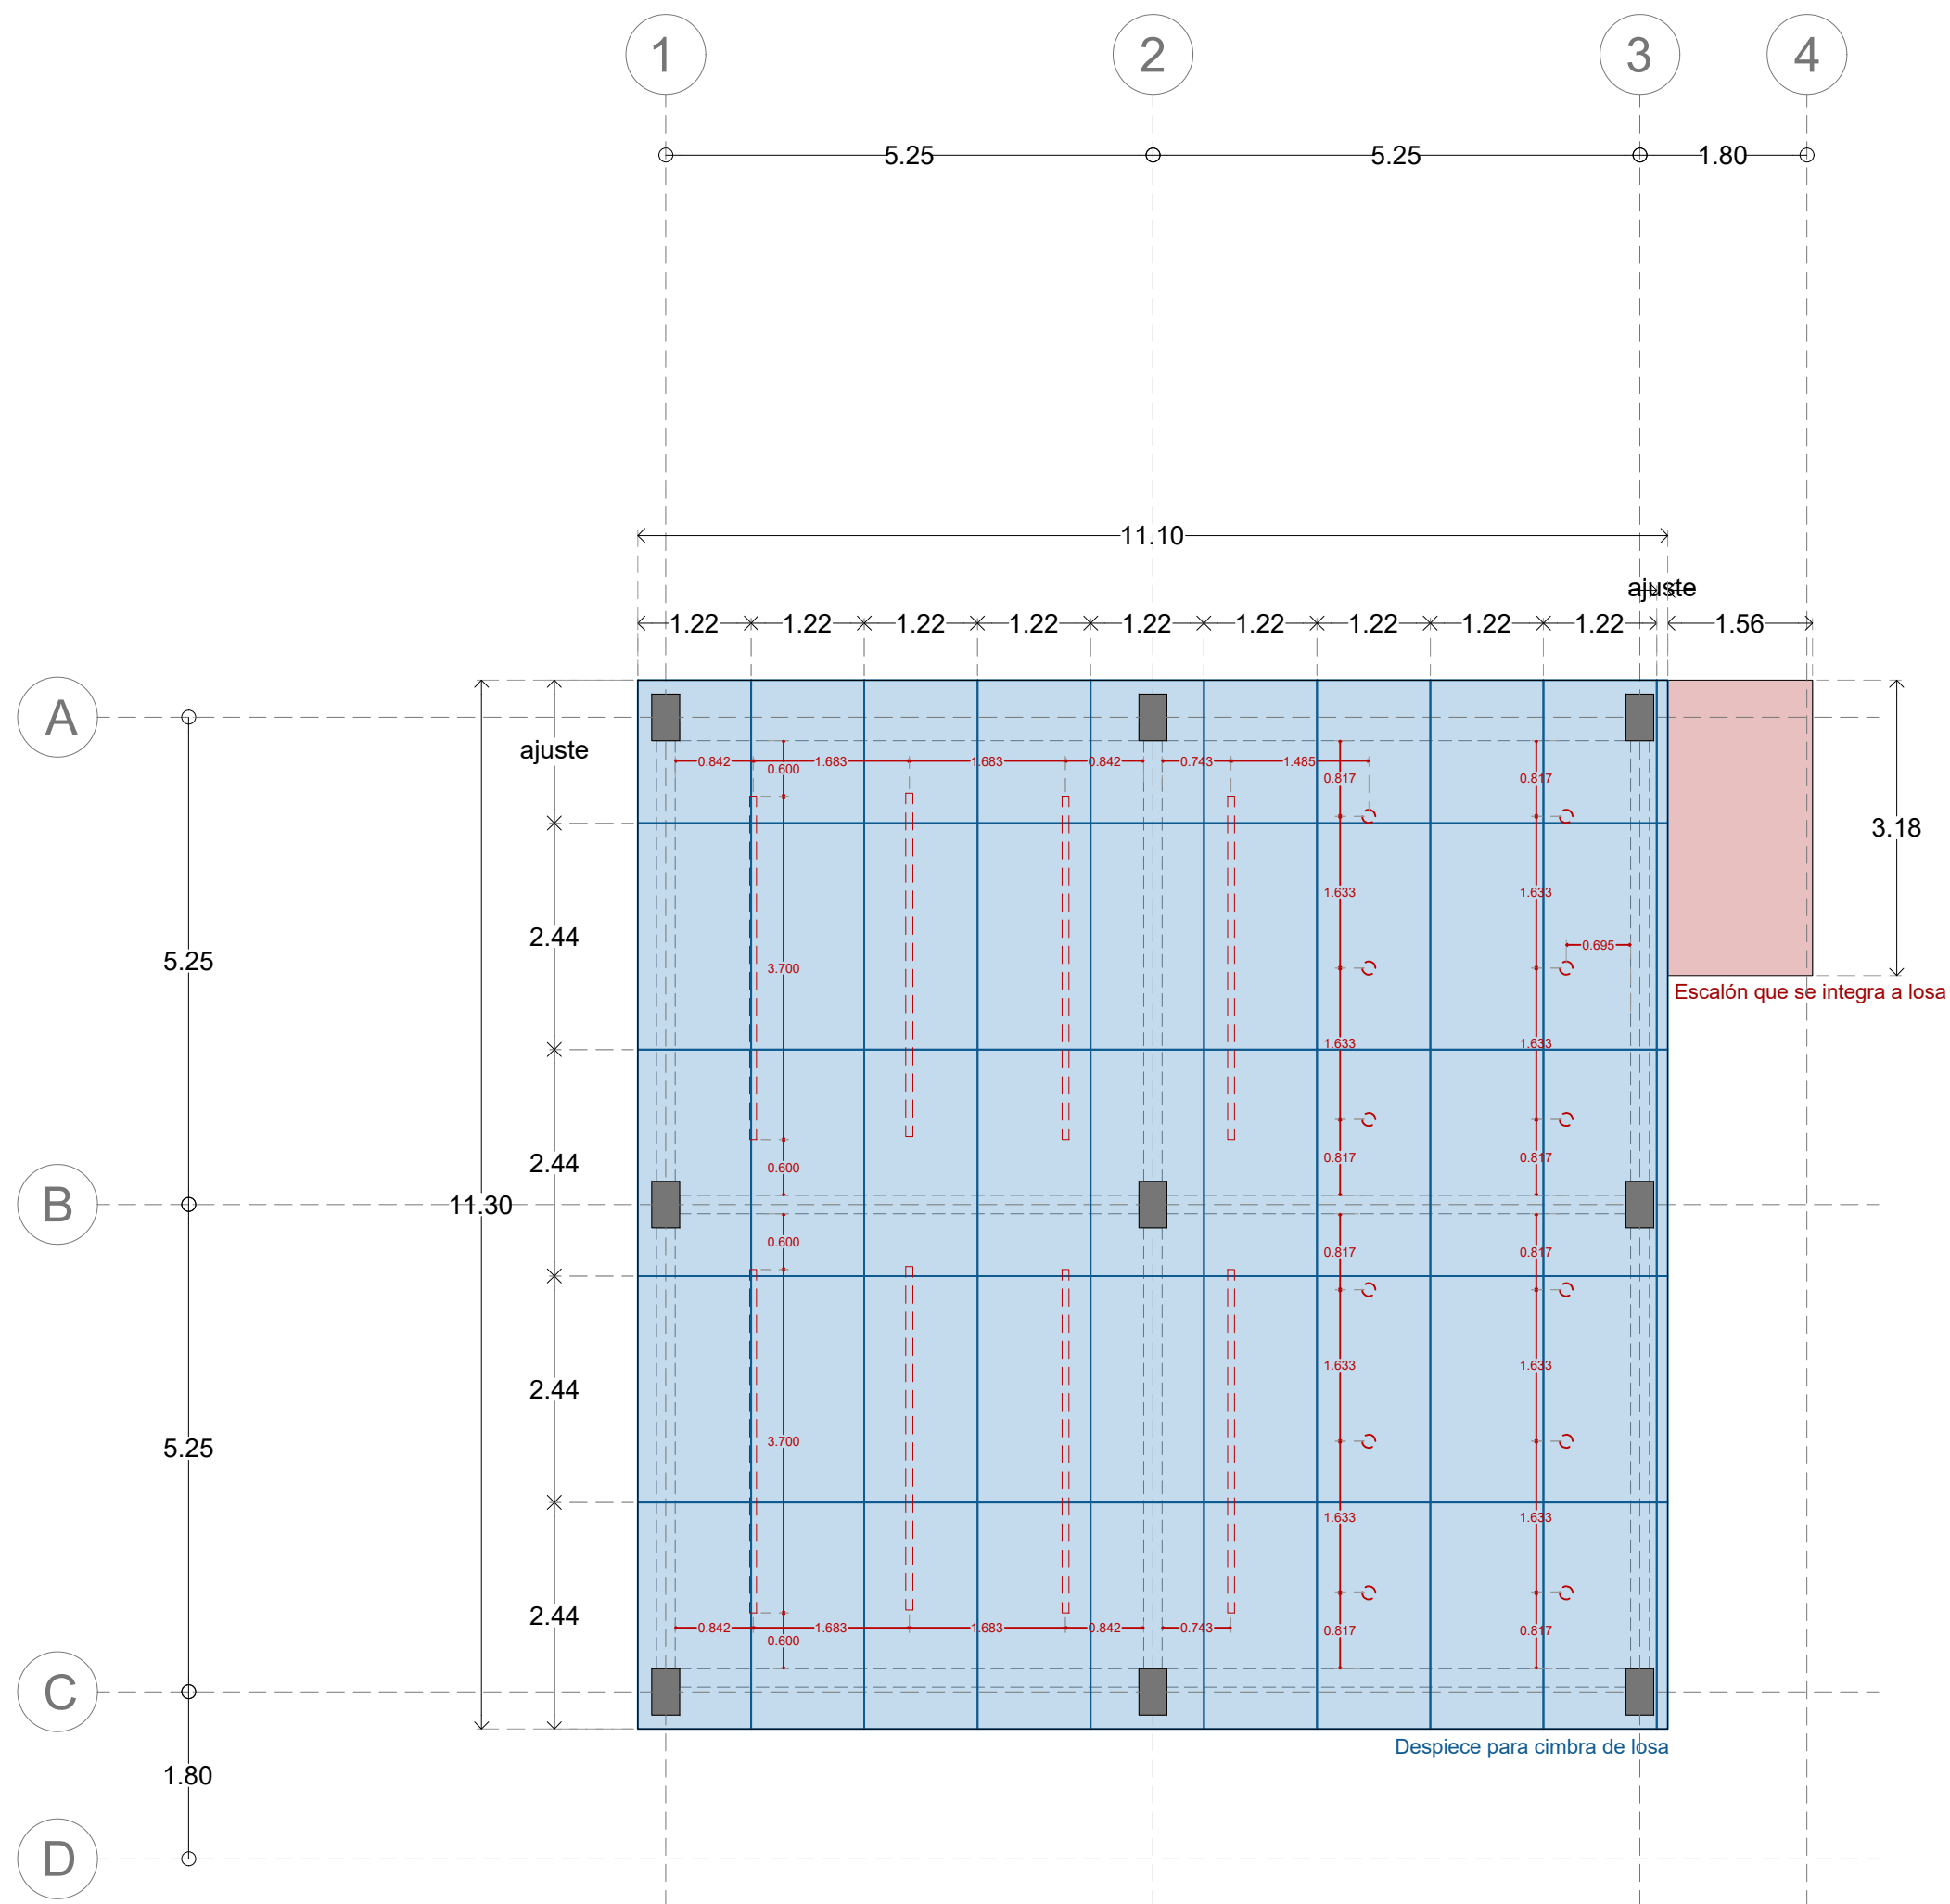 1 2 3 4
5.25 5.25 1.80
11.10
ajuste
1.22 1.22 1.22 1.22 1.22 1.22 1.22 1.22 1.22 1.56
A
ajuste
0.842 0.600 1.683 1.683 0.842 0.743 1.485 0.817 0.817
3.18
1.633 1.633
2.44
0.695
5.25
3.700
Escalón que se integra a losa
1.633 1.633
2.44
0.600
0.817 0.817
B
11.30
0.600
0.817 0.817
1.633 1.633
2.44
5.25
3.700
1.633 1.633
2.44
0.842 0.600 1.683 1.683 0.842 0.743 0.817 0.817
C
Despiece para cimbra de losa
1.80
D